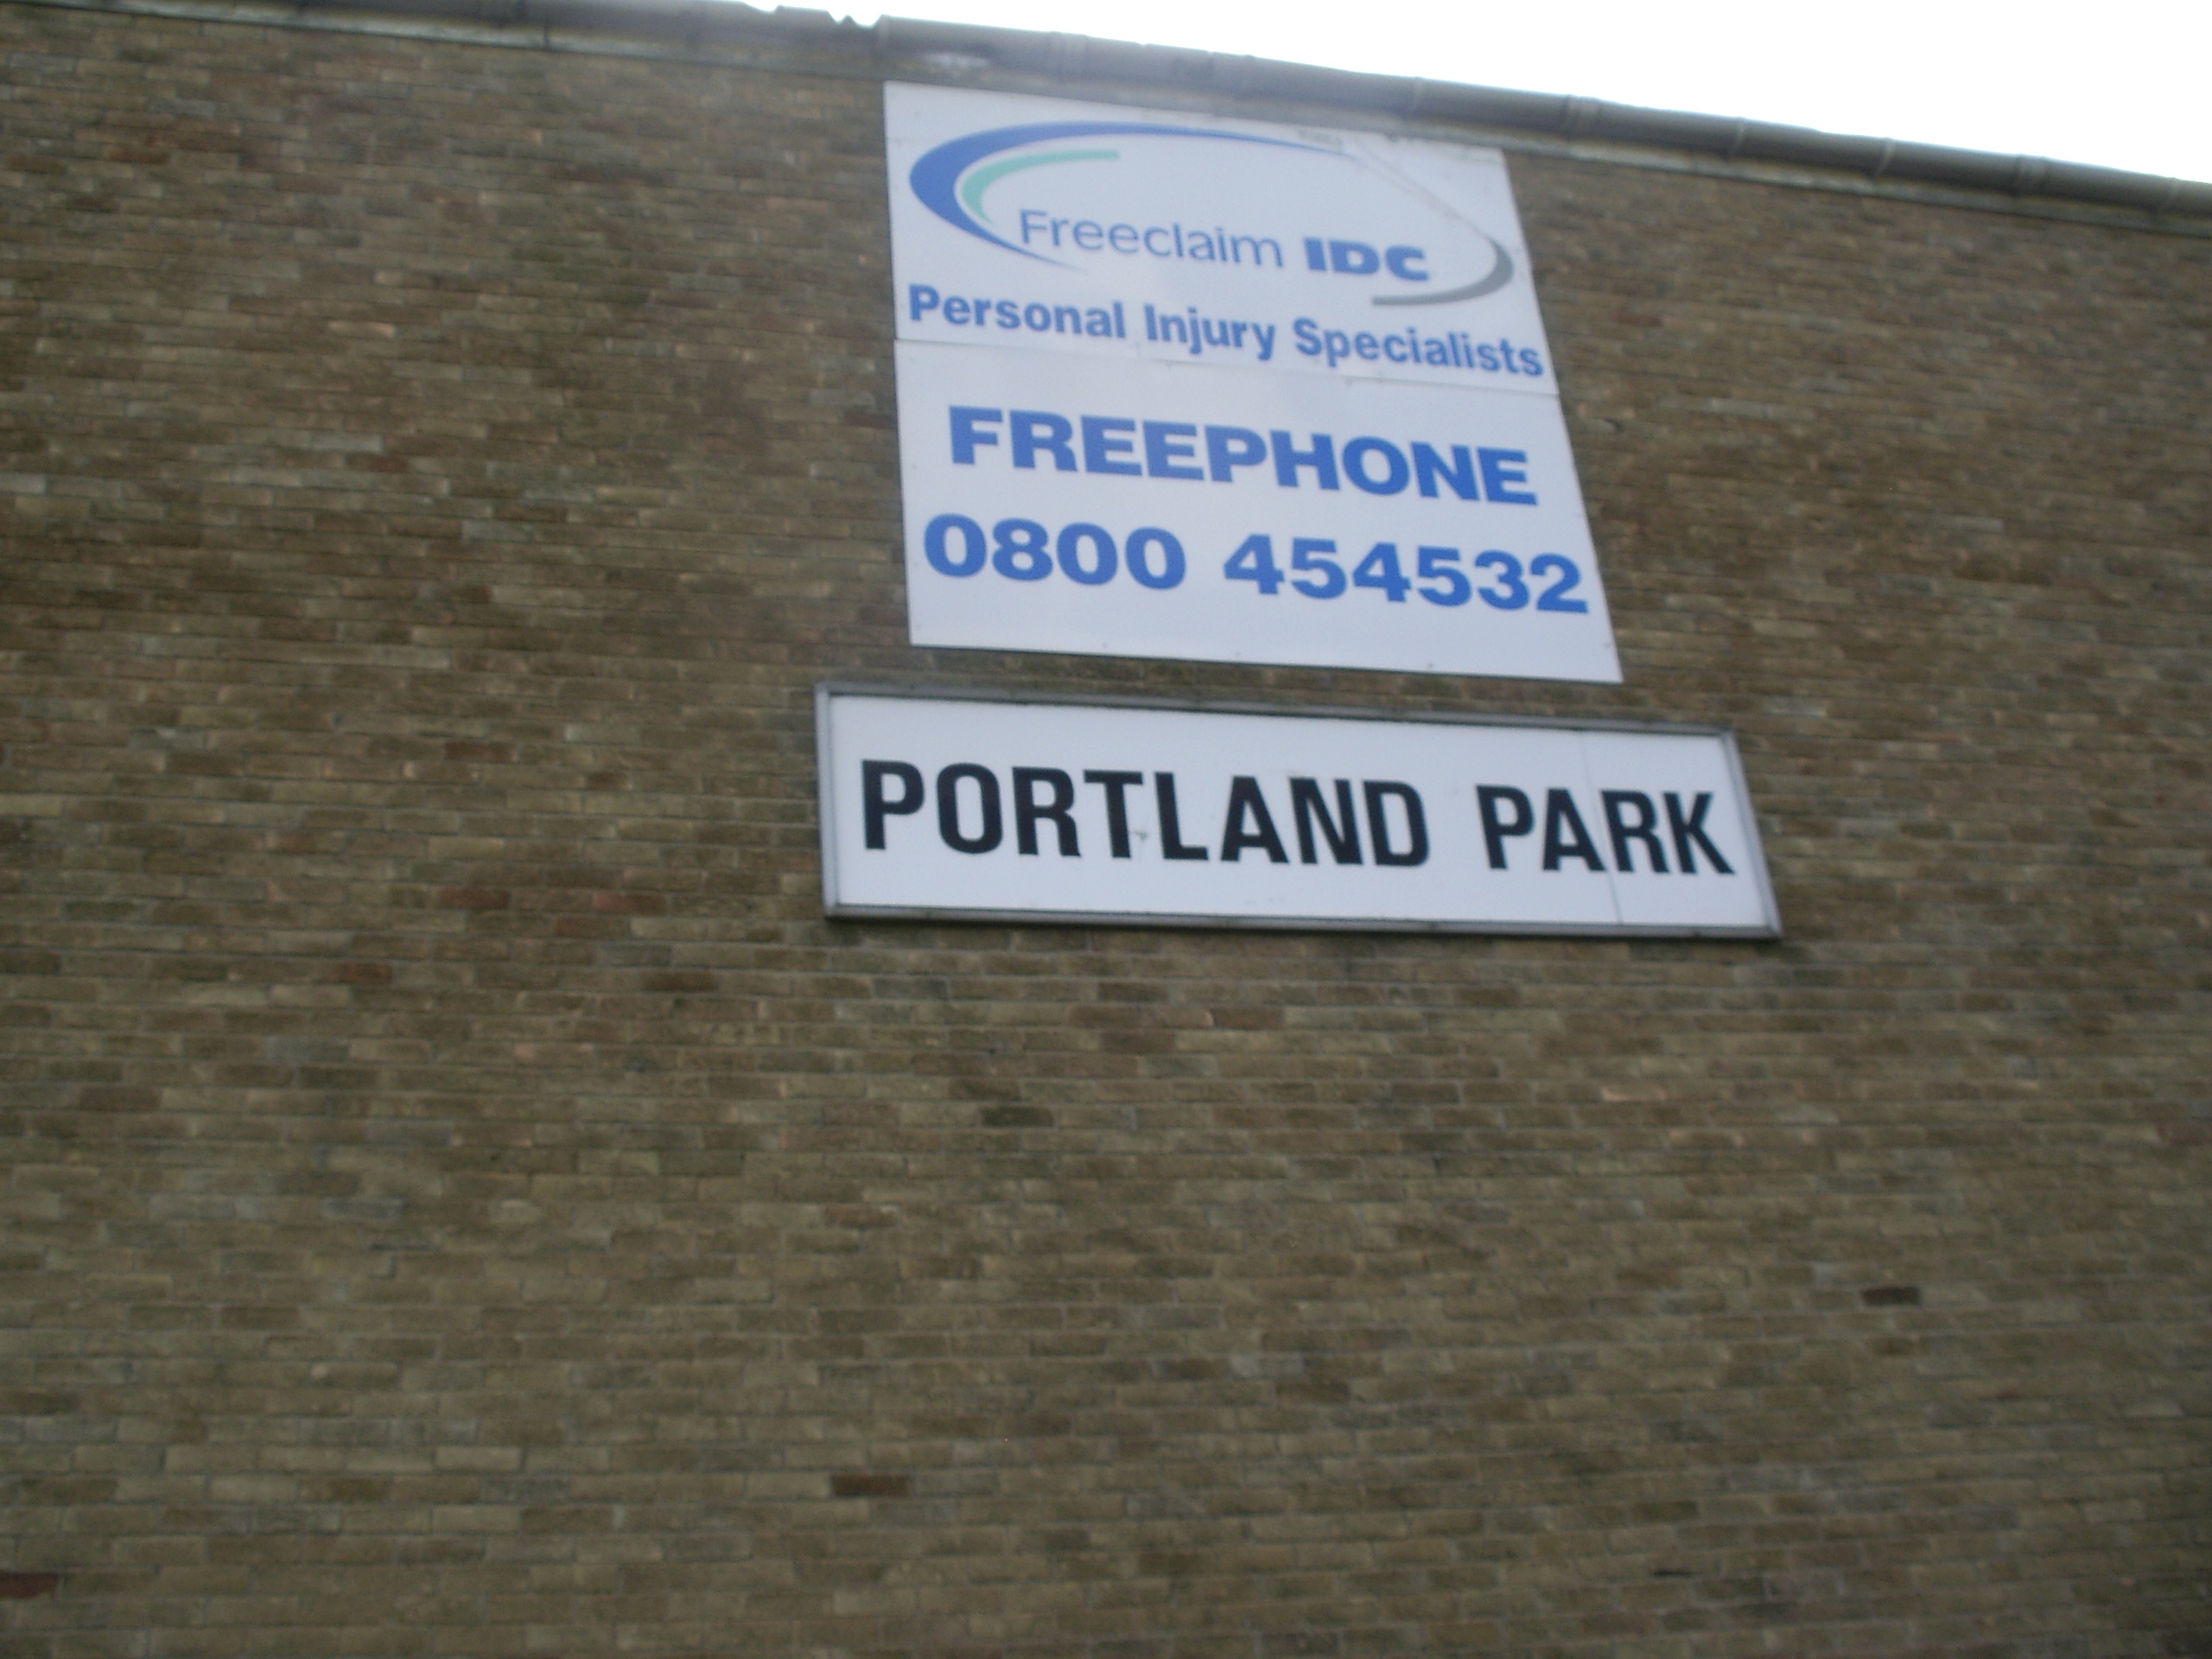 Freeclaim IDC
Personal Injury Specialists
FREEPHONE
0800 454532
PORTLAND PARK